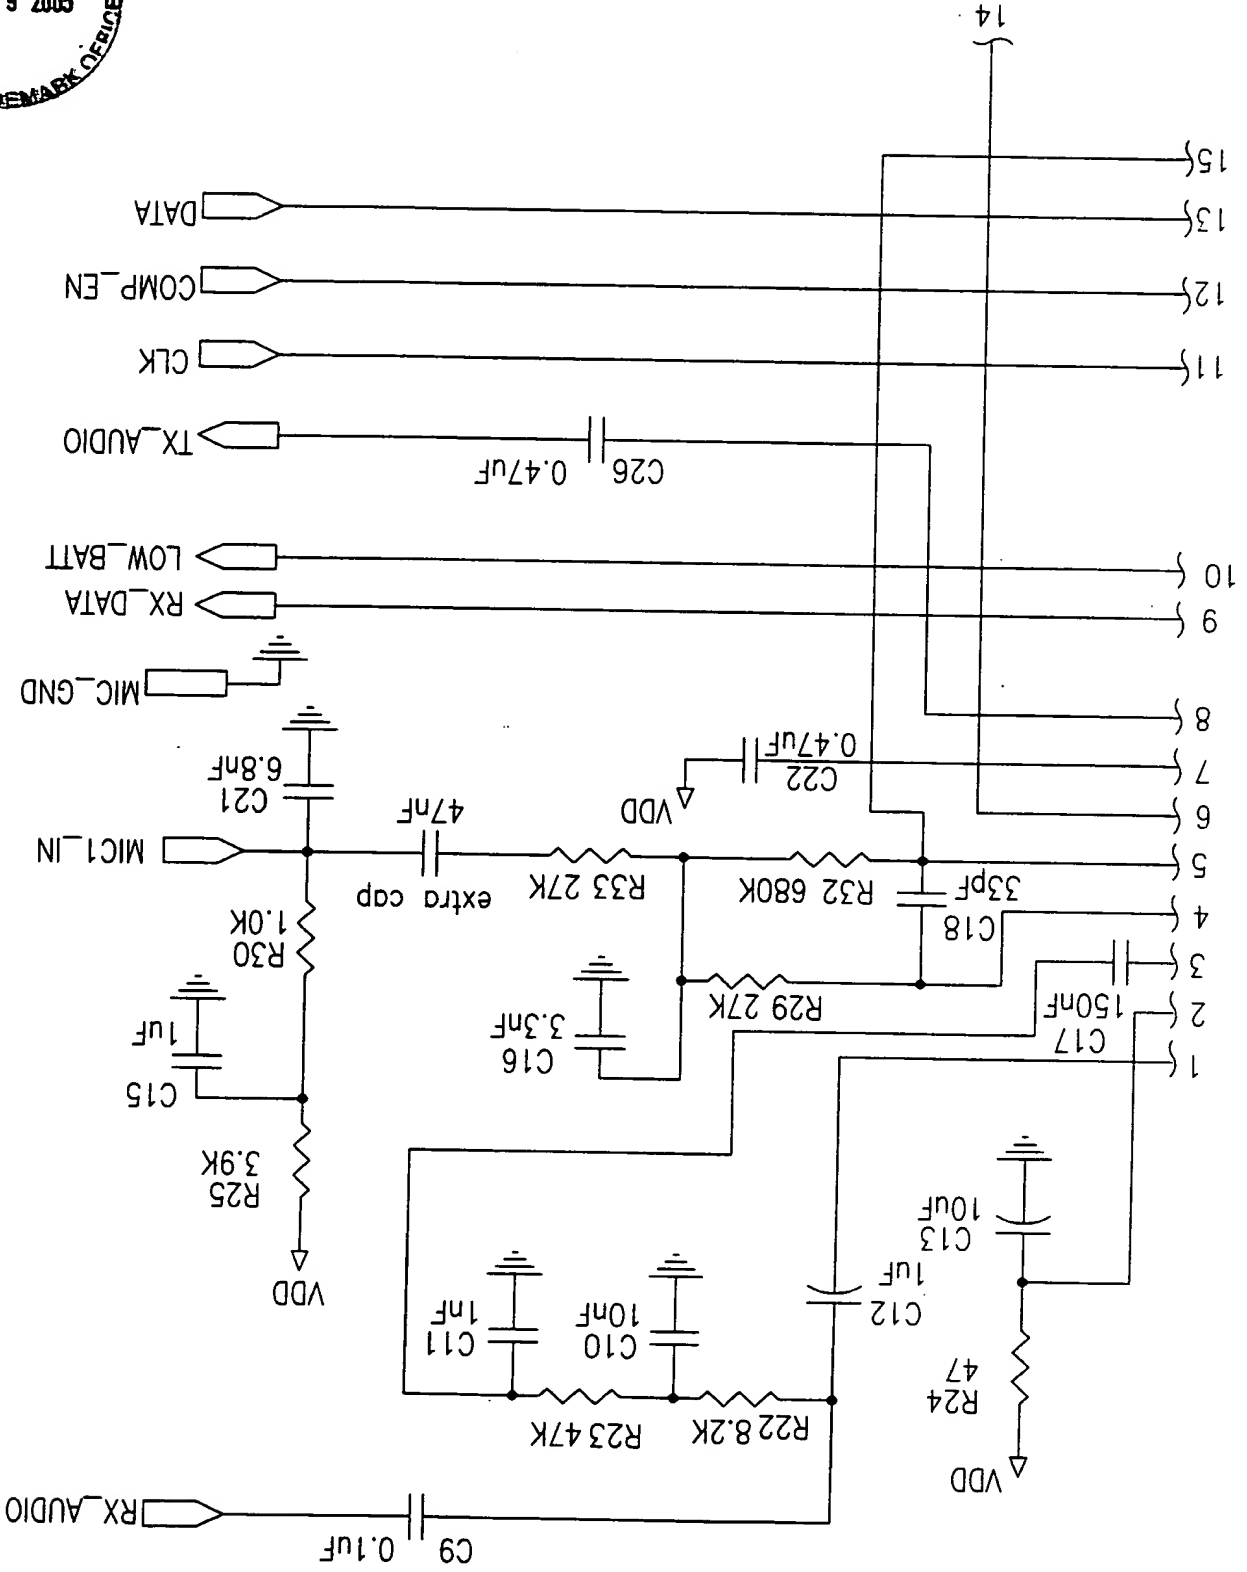 RX_AUDIO
C9 0.1uF
VDD
R24
47
R22 8.2K
R23 47K
C12
1uF
C10
10nF
C11
1nF
C13
10uF
VDD
R25
3.9K
C15
1uF
R30
1.0K
C16
3.3nF
R29 27K
C17
150nF
C18
33pF
1
2
3
4
5
6
7
8
9
10
11
12
13
15
14
MIC1_IN
extra cap
47nF
R33 27K
R32 680K
C21
6.8nF
VDD
C22
0.47uF
MIC_GND
RX_DATA
LOW_BATT
C26 0.47uF
TX_AUDIO
CLK
COMP_EN
DATA
2005
EMARK OFFICE